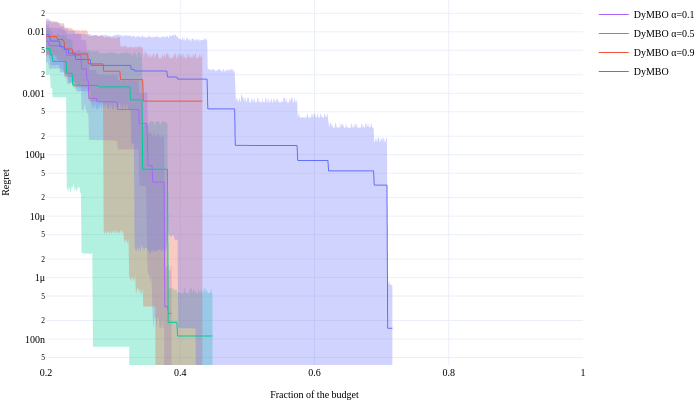 2
0.01
5
2
0.001
5
2
100μ
5
2
10μ
5
2
1μ
5
2
100n
5
0.2
0.4
0.6
0.8
1
Fraction of the budget
Regret
DyMBO α=0.1
DyMBO α=0.5
DyMBO α=0.9
DyMBO